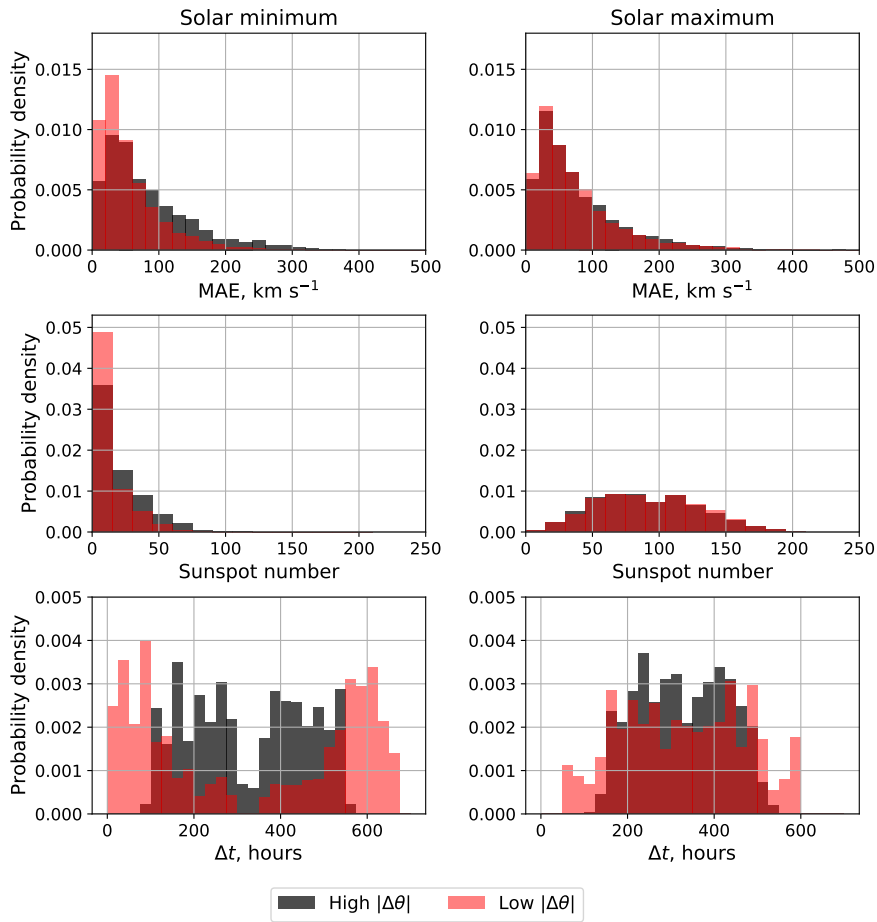 Solar minimum
Solar maximum
Probability density
0.015
0.010
0.005
0.000
0 100 200 300 400 500
MAE, km s⁻¹
0.015
0.010
0.005
0.000
0 100 200 300 400 500
MAE, km s⁻¹
Probability density
0.05
0.04
0.03
0.02
0.01
0.00
0 50 100 150 200 250
Sunspot number
0.05
0.04
0.03
0.02
0.01
0.00
0 50 100 150 200 250
Sunspot number
Probability density
0.005
0.004
0.003
0.002
0.001
0.000
0 200 400 600
Δt, hours
0.005
0.004
0.003
0.002
0.001
0.000
0 200 400 600
Δt, hours
High |Δθ| Low |Δθ|